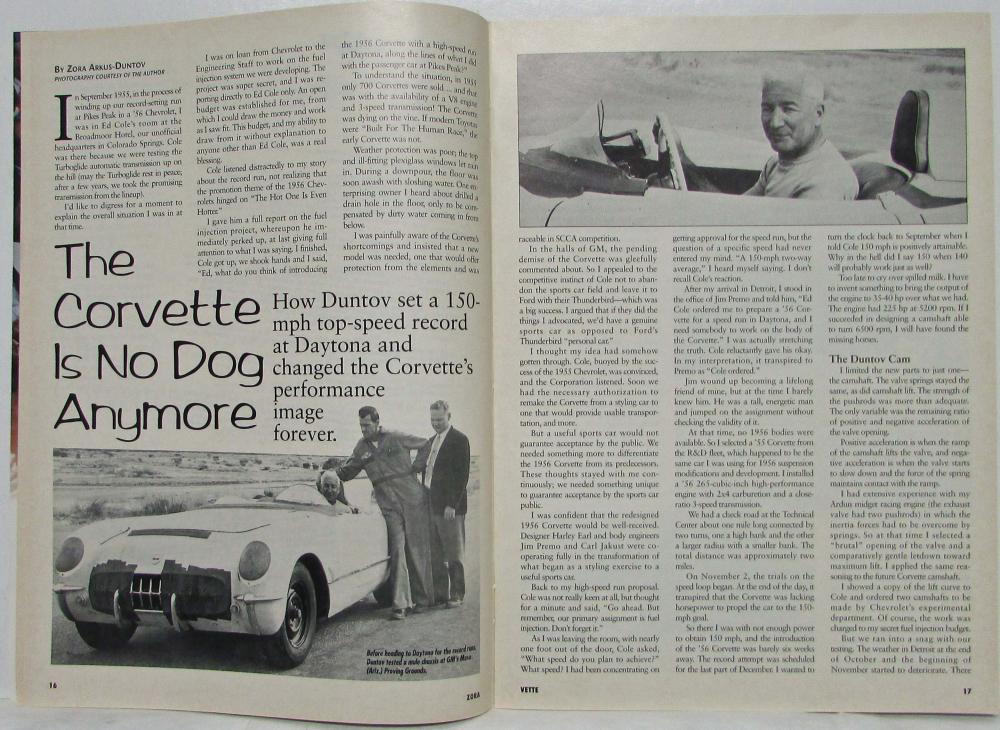 By Zora Arkus-Duntov
PHOTOGRAPHY COURTESY OF THE AUTHOR
In September 1955, in the process of
winding up our record-setting run
at Pikes Peak in a '56 Chevrolet, I
was in Ed Cole's room at the
Broadmoor Hotel, our unofficial
headquarters in Colorado Springs. Cole
was there because we were testing the
Turboglide automatic transmission up on
the hill (may the Turboglide rest in peace;
after a few years, we took the promising
transmission from the lineup).
I'd like to digress for a moment to
explain the overall situation I was in at
that time.
I was on loan from Chevrolet to the
Engineering Staff to work on the fuel
injection system we were developing. The
project was super secret, and I was re-
porting directly to Ed Cole only. An open
budget was established for me, from
which I could draw the money and work
as I saw fit. This budget, and my ability to
draw from it without explanation to
anyone other than Ed Cole, was a real
blessing.
Cole listened distractedly to my story
about the record run, not realizing that
the promotion theme of the 1956 Chev-
rolets hinged on "The Hot One Is Even
Hotter."
I gave him a full report on the fuel
injection project, whereupon he im-
mediately perked up, at last giving full
attention to what I was saying. I finished,
Cole got up, we shook hands and I said,
"Ed, what do you think of introducing
the 1956 Corvette with a high-speed run
at Daytona, along the lines of what I did
with the passenger car at Pikes Peak?"
To understand the situation, in 1955
only 700 Corvettes were sold ... and that
was with the availability of a V8 engine
and 3-speed transmission! The Corvette
was dying on the vine. If modern Toyotas
were "Built For The Human Race," the
early Corvette was not.
Weather protection was poor; the top
and ill-fitting plexiglass windows let rain
in. During a downpour, the floor was
soon awash with sloshing water. One en-
terprising owner I heard about drilled a
drain hole in the floor, only to be com-
pensated by dirty water coming in from
below.
I was painfully aware of the Corvette's
shortcomings and insisted that a new
model was needed, one that would offer
protection from the elements and was
The
Corvette
Is No Dog
Anymore
How Duntov set a 150-
mph top-speed record
at Daytona and
changed the Corvette's
performance
image
forever.
Before heading to Daytona for the record runs,
Duntov tested a mule chassis at GM's Mesa
(Ariz.) Proving Grounds.
16
ZORA
raceable in SCCA competition.
In the halls of GM, the pending
demise of the Corvette was gleefully
commented about. So I appealed to the
competitive instinct of Cole not to aban-
don the sports car field and leave it to
Ford with their Thunderbird—which was
a big success. I argued that if they did the
things I advocated, we'd have a genuine
sports car as opposed to Ford's
Thunderbird "personal car."
I thought my idea had somehow
gotten through. Cole, buoyed by the suc-
cess of the 1955 Chevrolet, was convinced,
and the Corporation listened. Soon we
had the necessary authorization to
remake the Corvette from a styling car to
one that would provide usable transpor-
tation, and more.
But a useful sports car would not
guarantee acceptance by the public. We
needed something more to differentiate
the 1956 Corvette from its predecessors.
These thoughts stayed with me con-
tinuously; we needed something unique
to guarantee acceptance by the sports car
public.
I was confident that the redesigned
1956 Corvette would be well-received.
Designer Harley Earl and body engineers
Jim Premo and Carl Jakust were co-
operating fully in the transformation of
what began as a styling exercise to a
useful sports car.
Back to my high-speed run proposal.
Cole was not really keen at all, but thought
for a minute and said, "Go ahead. But
remember, our primary assignment is fuel
injection. Don't forget it."
As I was leaving the room, with nearly
one foot out of the door, Cole asked,
"What speed do you plan to achieve?"
What speed? I had been concentrating on
getting approval for the speed run, but the
question of a specific speed had never
entered my mind. "A 150-mph two-way
average," I heard myself saying. I don't
recall Cole's reaction.
After my arrival in Detroit, I stood in
the office of Jim Premo and told him, "Ed
Cole ordered me to prepare a '56 Cor-
vette for a speed run in Daytona, and I
need somebody to work on the body of
the Corvette." I was actually stretching
the truth. Cole reluctantly gave his okay.
In my interpretation, it transpired to
Premo as "Cole ordered."
Jim wound up becoming a lifelong
friend of mine, but at the time I barely
knew him. He was a tall, energetic man
and jumped on the assignment without
checking the validity of it.
At that time, no 1956 bodies were
available. So I selected a '55 Corvette from
the R&D fleet, which happened to be the
same car I was using for 1956 suspension
modifications and development. I installed
a '56 265-cubic-inch high-performance
engine with 2x4 carburetion and a close-
ratio 3-speed transmission.
We had a check road at the Technical
Center about one mile long connected by
two turns, one a high bank and the other
a larger radius with a smaller bank. The
total distance was approximately two
miles.
On November 2, the trials on the
speed loop began. At the end of the day, it
transpired that the Corvette was lacking
horsepower to propel the car to the 150-
mph goal.
So there I was with not enough power
to obtain 150 mph, and the introduction
of the '56 Corvette was barely six weeks
away. The record attempt was scheduled
for the last part of December. I wanted to
turn the clock back to September when I
told Cole 150 mph is positively attainable.
Why in the hell did I say 150 when 140
will probably work just as well?
Too late to cry over spilled milk. I have
to invent something to bring the output of
the engine to 35-40 hp over what we had.
The engine had 225 hp at 5200 rpm. If I
succeeded in designing a camshaft able
to turn 6500 rpm, I will have found the
missing horses.
The Duntov Cam
I limited the new parts to just one—
the camshaft. The valve springs stayed the
same, as did camshaft lift. The strength of
the pushrods was more than adequate.
The only variable was the remaining ratio
of positive and negative acceleration of
the valve opening.
Positive acceleration is when the ramp
of the camshaft lifts the valve, and neg-
ative acceleration is when the valve starts
to slow down and the force of the spring
maintains contact with the ramp.
I had extensive experience with my
Ardun midget racing engine (the exhaust
valve had two pushrods) in which the
inertia forces had to be overcome by
springs. So at that time I selected a
"brutal" opening of the valve and a
comparatively gentle letdown toward
maximum lift. I applied the same rea-
soning to the future Corvette camshaft.
I showed a copy of the lift curve to
Cole and ordered two camshafts to be
made by Chevrolet's experimental
department. Of course, the work was
charged to my secret fuel injection budget.
But we ran into a snag with our
testing. The weather in Detroit at the end
of October and the beginning of
November started to deteriorate. There
VETTE
17